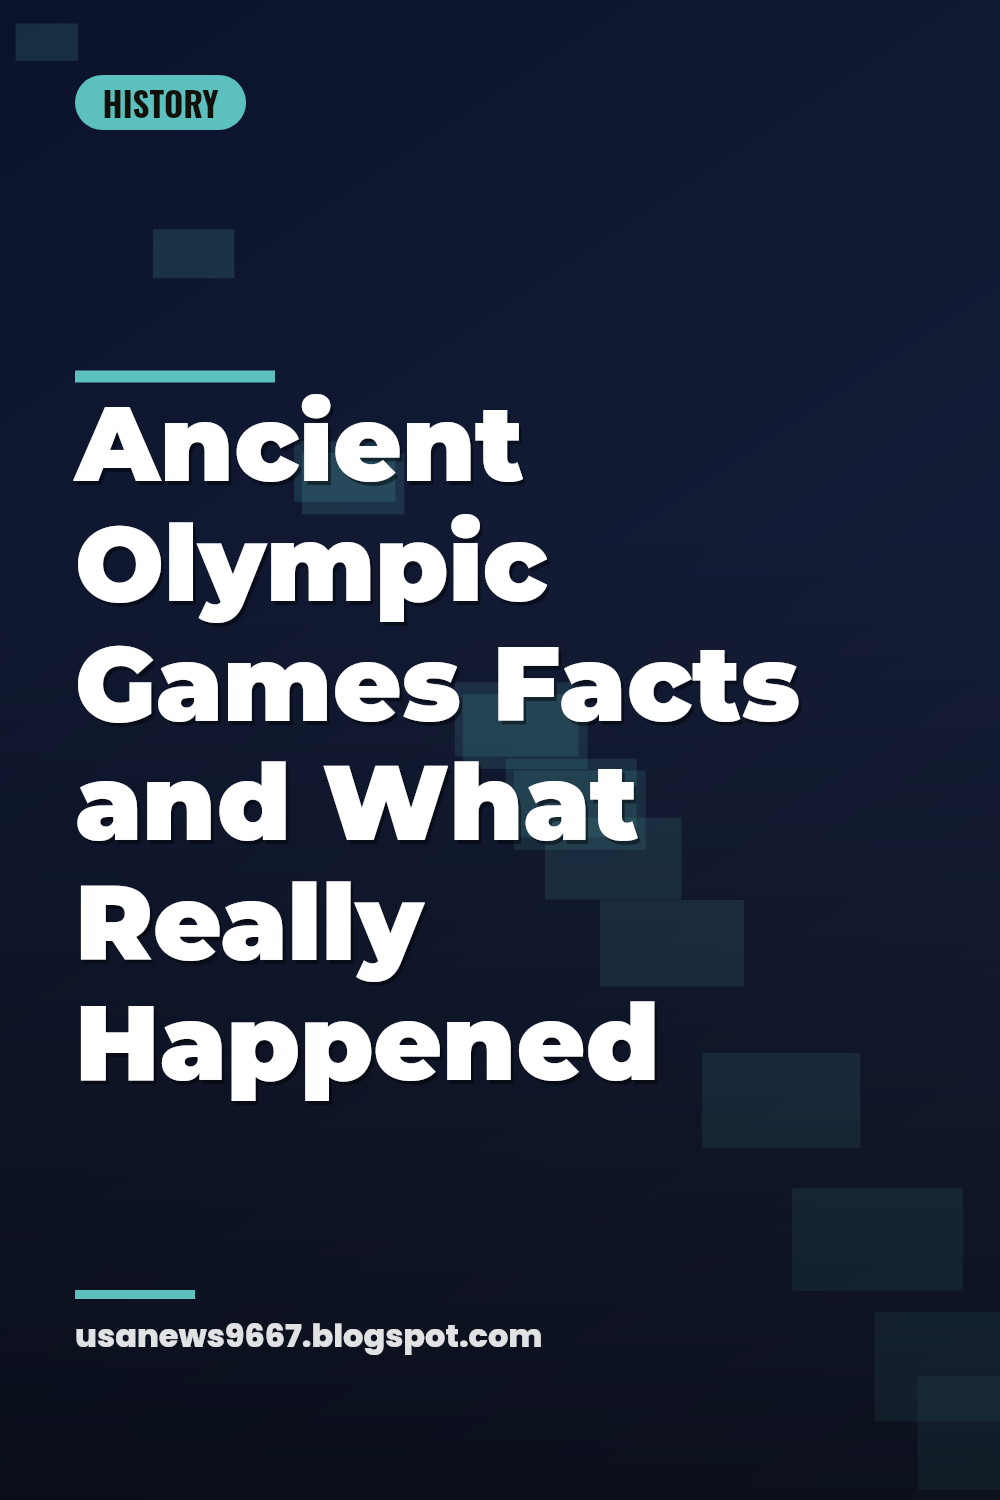 HISTORY
Ancient
Olympic
Games Facts
and What
Really
Happened
usanews9667.blogspot.com